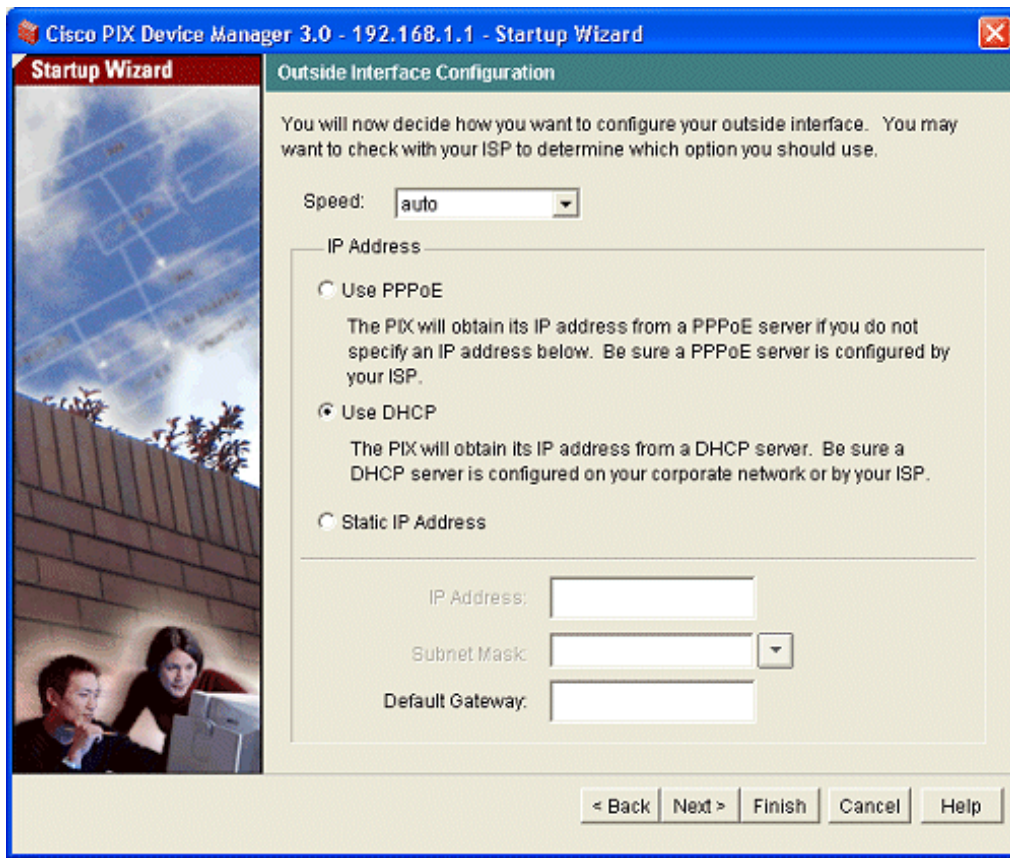 Cisco PIX Device Manager 3.0 - 192.168.1.1 - Startup Wizard
Startup Wizard
Outside Interface Configuration
You will now decide how you want to configure your outside interface. You may
want to check with your ISP to determine which option you should use.
Speed: auto
IP Address
Use PPPoE
The PIX will obtain its IP address from a PPPoE server if you do not
specify an IP address below. Be sure a PPPoE server is configured by
your ISP.
Use DHCP
The PIX will obtain its IP address from a DHCP server. Be sure a
DHCP server is configured on your corporate network or by your ISP.
Static IP Address
IP Address:
Subnet Mask:
Default Gateway:
< Back Next > Finish Cancel Help